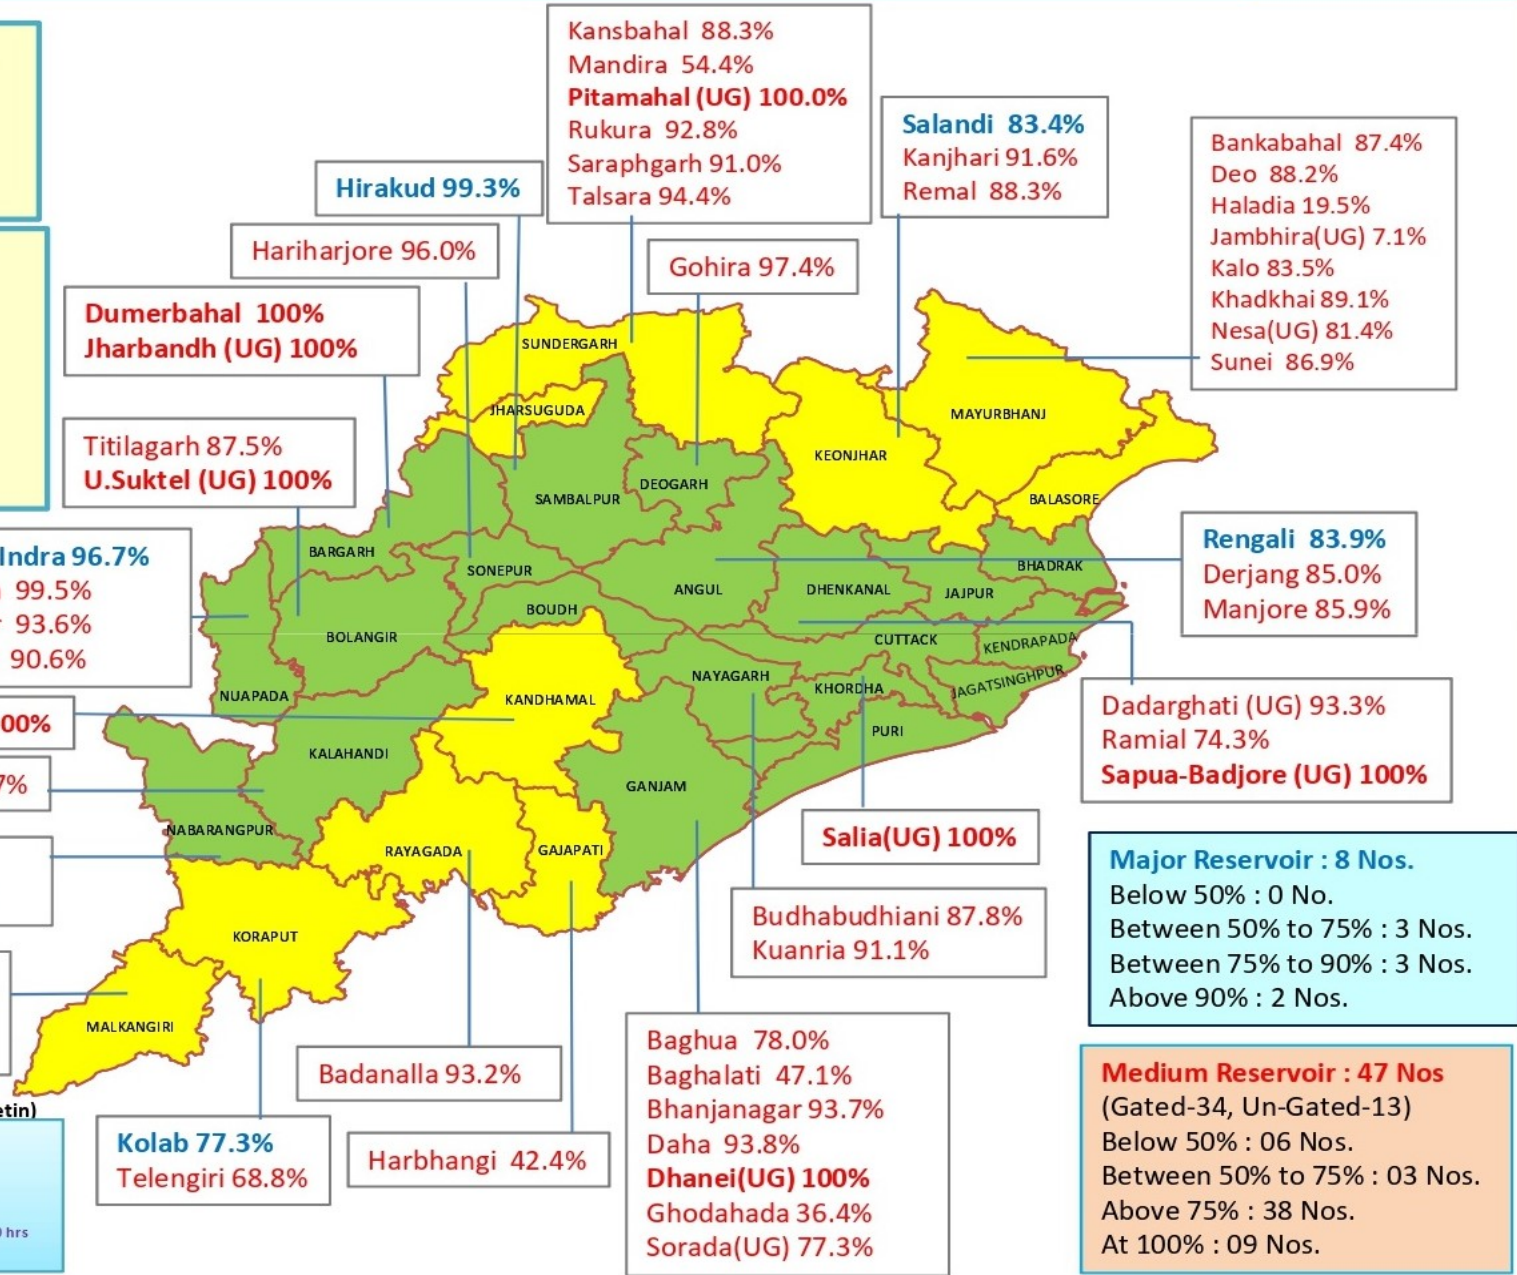 Kansbahal 88.3%
Mandira 54.4%
Pitamahal (UG) 100.0%
Rukura 92.8%
Saraphgarh 91.0%
Talsara 94.4%
Salandi 83.4%
Kanjhari 91.6%
Remal 88.3%
Bankabahal 87.4%
Deo 88.2%
Haladia 19.5%
Jambhira(UG) 7.1%
Kalo 83.5%
Khadkhai 89.1%
Nesa(UG) 81.4%
Sunei 86.9%
Hirakud 99.3%
Hariharjore 96.0%
Gohira 97.4%
Dumerbahal 100%
Jharbandh (UG) 100%
Titilagarh 87.5%
U.Suktel (UG) 100%
Indra 96.7%
99.5%
93.6%
90.6%
00%
7%
SUNDERGARH
JHARSUGUDA
MAYURBHANJ
KEONJHAR
BALASORE
SAMBALPUR
DEOGARH
BARGARH
SONEPUR
BHADRAK
ANGUL
DHENKANAL
JAJPUR
BOUDH
BOLANGIR
CUTTACK
KENDRAPADA
NUAPADA
KANDHAMAL
NAYAGARH
KHORDHA
JAGATSINGHPUR
PURI
KALAHANDI
GANJAM
NABARANGPUR
RAYAGADA
GAJAPATI
KORAPUT
MALKANGIRI
Rengali 83.9%
Derjang 85.0%
Manjore 85.9%
Dadarghati (UG) 93.3%
Ramial 74.3%
Sapua-Badjore (UG) 100%
Salia(UG) 100%
Budhabudhiani 87.8%
Kuanria 91.1%
Badanalla 93.2%
Kolab 77.3%
Telengiri 68.8%
Harbhangi 42.4%
Baghua 78.0%
Baghalati 47.1%
Bhanjanagar 93.7%
Daha 93.8%
Dhanei(UG) 100%
Ghodahada 36.4%
Sorada(UG) 77.3%
Major Reservoir : 8 Nos.
Below 50% : 0 No.
Between 50% to 75% : 3 Nos.
Between 75% to 90% : 3 Nos.
Above 90% : 2 Nos.
Medium Reservoir : 47 Nos
(Gated-34, Un-Gated-13)
Below 50% : 06 Nos.
Between 50% to 75% : 03 Nos.
Above 75% : 38 Nos.
At 100% : 09 Nos.
etin)
hrs